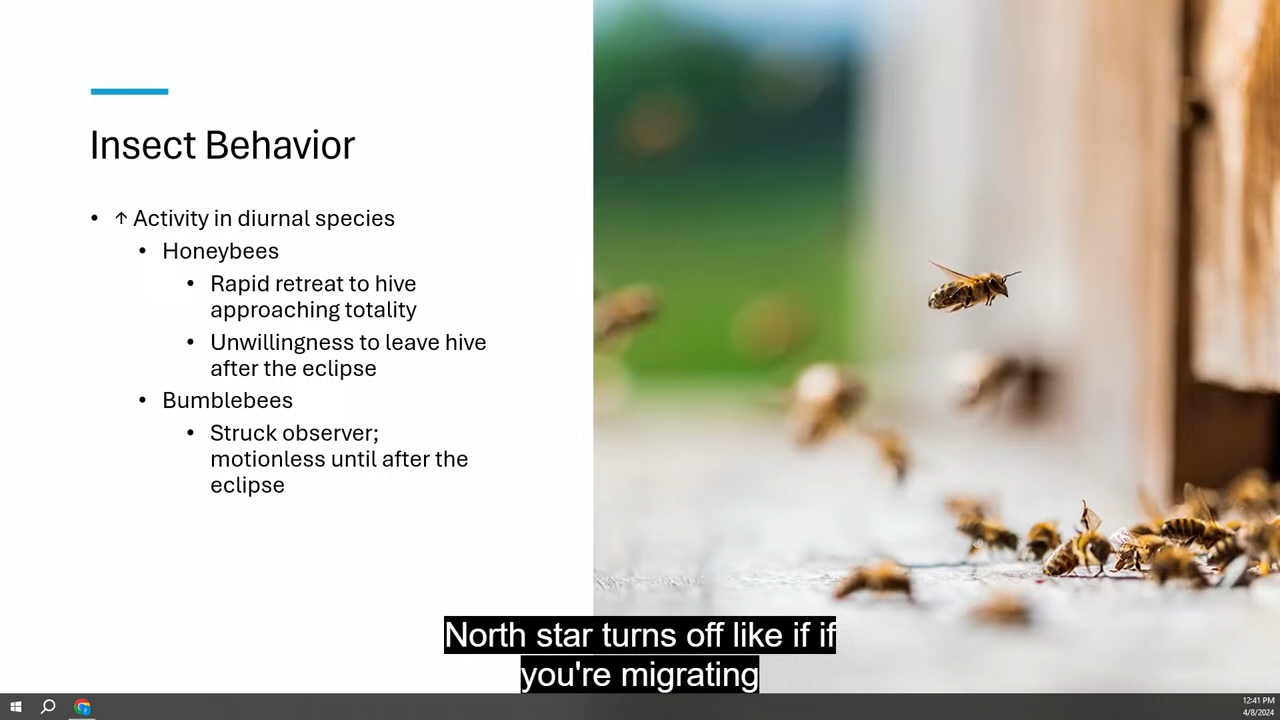 Insect Behavior
• ↑ Activity in diurnal species
• Honeybees
• Rapid retreat to hive
approaching totality
• Unwillingness to leave hive
after the eclipse
• Bumblebees
• Struck observer;
motionless until after the
eclipse
North star turns off like if if
you're migrating
12:41 PM
4/8/2024